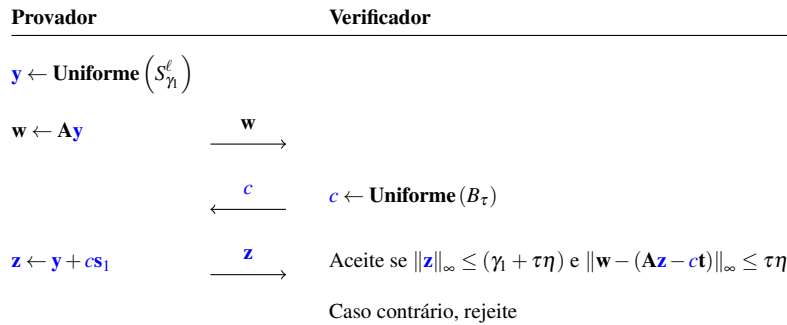 Provador Verificador
y ← Uniforme (S^ℓ_γ₁)
w ← Ay w
c c ← Uniforme (B_τ)
z ← y + cs₁ z Aceite se ‖z‖∞ ≤ (γ₁ + τη) e ‖w − (Az − ct)‖∞ ≤ τη
Caso contrário, rejeite